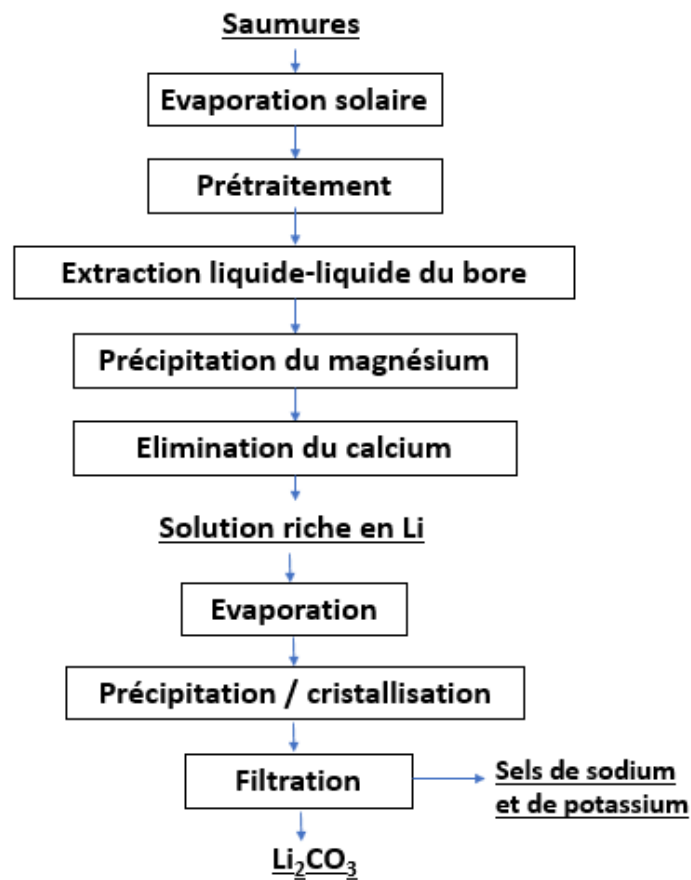 Saumures
Evaporation solaire
Prétraitement
Extraction liquide-liquide du bore
Précipitation du magnésium
Elimination du calcium
Solution riche en Li
Evaporation
Précipitation / cristallisation
Filtration
Sels de sodium
et de potassium
Li₂CO₃